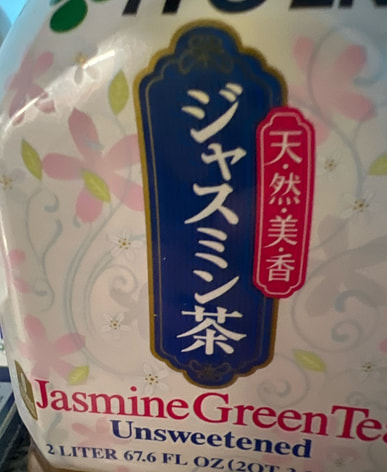 ジャスミン茶
天・然・美・香
Jasmine Green Tea
Unsweetened
2 LITER 67.6 FL OZ (2QT